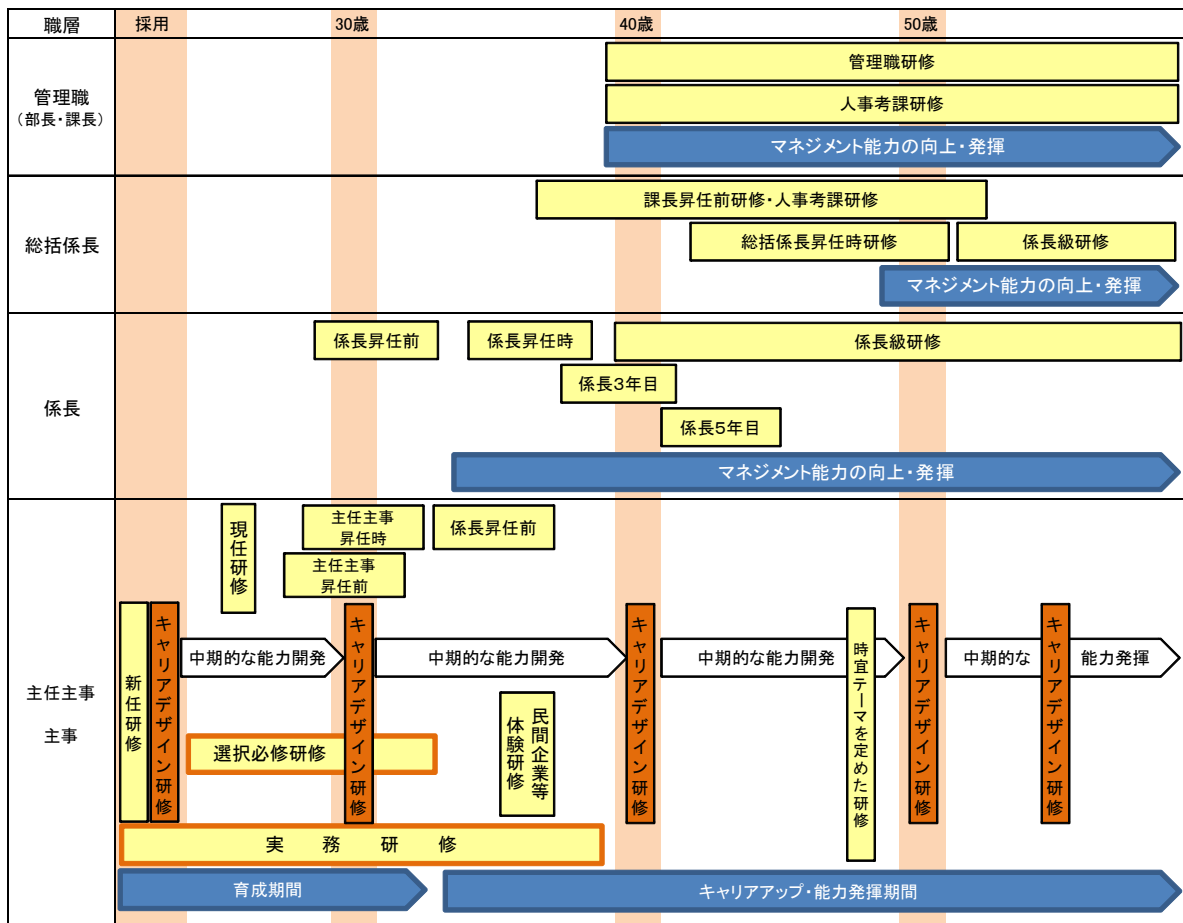 職層
採用
30歳
40歳
50歳
管理職
（部長・課長）
管理職研修
人事考課研修
マネジメント能力の向上・発揮
総括係長
課長昇任前研修・人事考課研修
総括係長昇任時研修
係長級研修
マネジメント能力の向上・発揮
係長
係長昇任前
係長昇任時
係長級研修
係長3年目
係長5年目
マネジメント能力の向上・発揮
主任主事
主事
現任研修
主任主事
昇任時
係長昇任前
主任主事
昇任前
新任研修
キャリアデザイン研修
中期的な能力開発
キャリアデザイン研修
中期的な能力開発
キャリアデザイン研修
中期的な能力開発
時宜テーマを定めた研修
キャリアデザイン研修
中期的な
キャリアデザイン研修
能力発揮
選択必修研修
民間企業等
体験研修
実務研修
育成期間
キャリアアップ・能力発揮期間